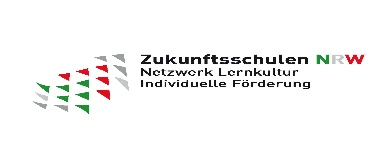 Zukunftsschulen NRW
Netzwerk Lernkultur
Individuelle Förderung